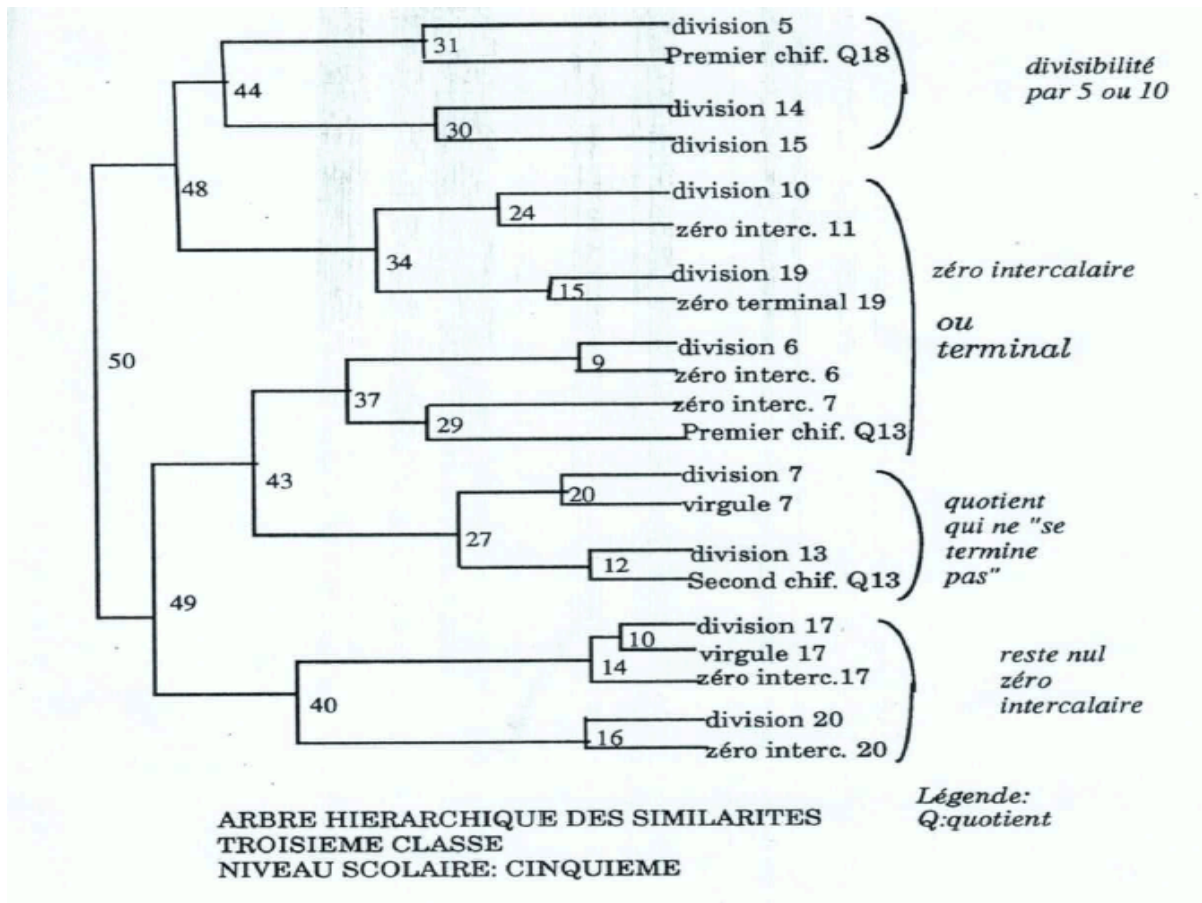 division 5
31
Premier chif. Q18
44
division 14
30
division 15
divisibilité
par 5 ou 10
48
division 10
24
zéro interc. 11
34
division 19
15
zéro terminal 19
50
division 6
9
zéro interc. 6
37
zéro interc. 7
29
Premier chif. Q13
zéro intercalaire
ou
terminal
43
division 7
20
virgule 7
27
division 13
12
Second chif. Q13
quotient
qui ne "se
termine
pas"
49
division 17
10
virgule 17
14
zéro interc.17
40
division 20
16
zéro interc. 20
reste nul
zéro
intercalaire
Légende:
Q:quotient
ARBRE HIERARCHIQUE DES SIMILARITES
TROISIEME CLASSE
NIVEAU SCOLAIRE: CINQUIEME